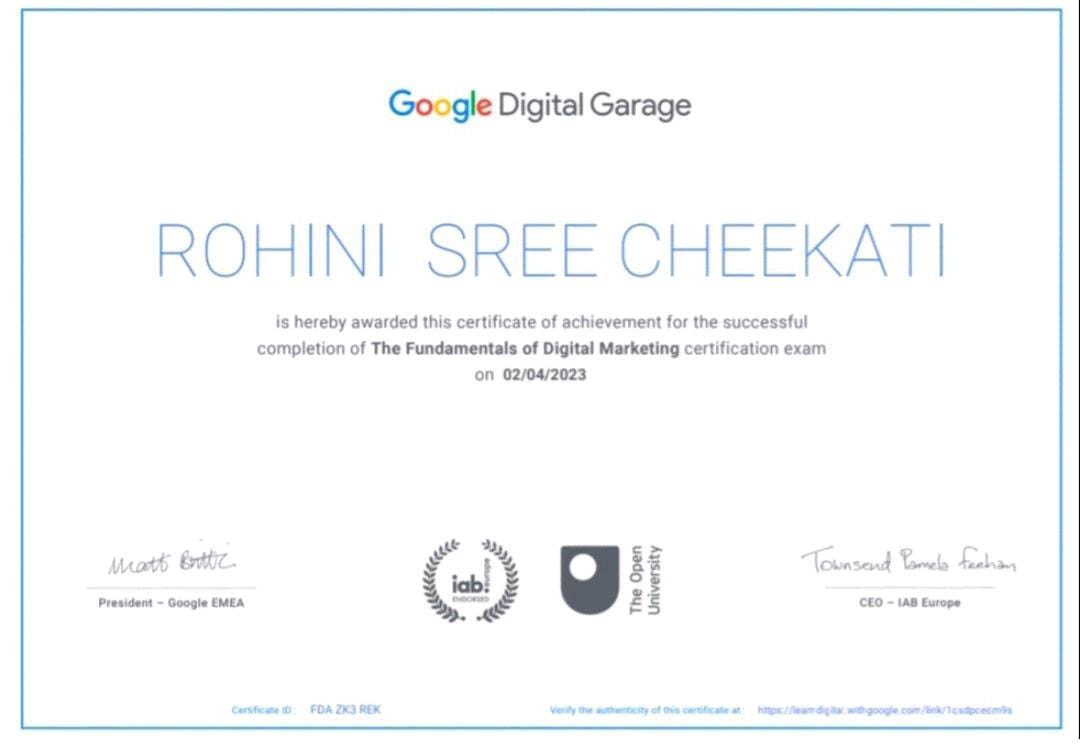 Google Digital Garage
ROHINI SREE CHEEKATI
is hereby awarded this certificate of achievement for the successful
completion of The Fundamentals of Digital Marketing certification exam
on 02/04/2023
Matt Brittin
President – Google EMEA
iab europe
ENDORSED
The Open
University
Townsend Pamela Feehan
CEO – IAB Europe
Certificate ID: FDA ZK3 REK
Verify the authenticity of this certificate at: https://learndigital.withgoogle.com/link/1qsdpcecm9s